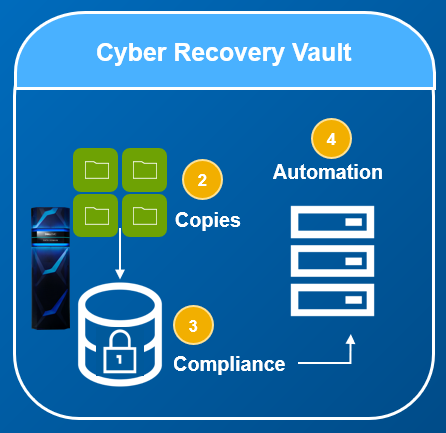 Cyber Recovery Vault
4
Automation
2
Copies
3
Compliance
1